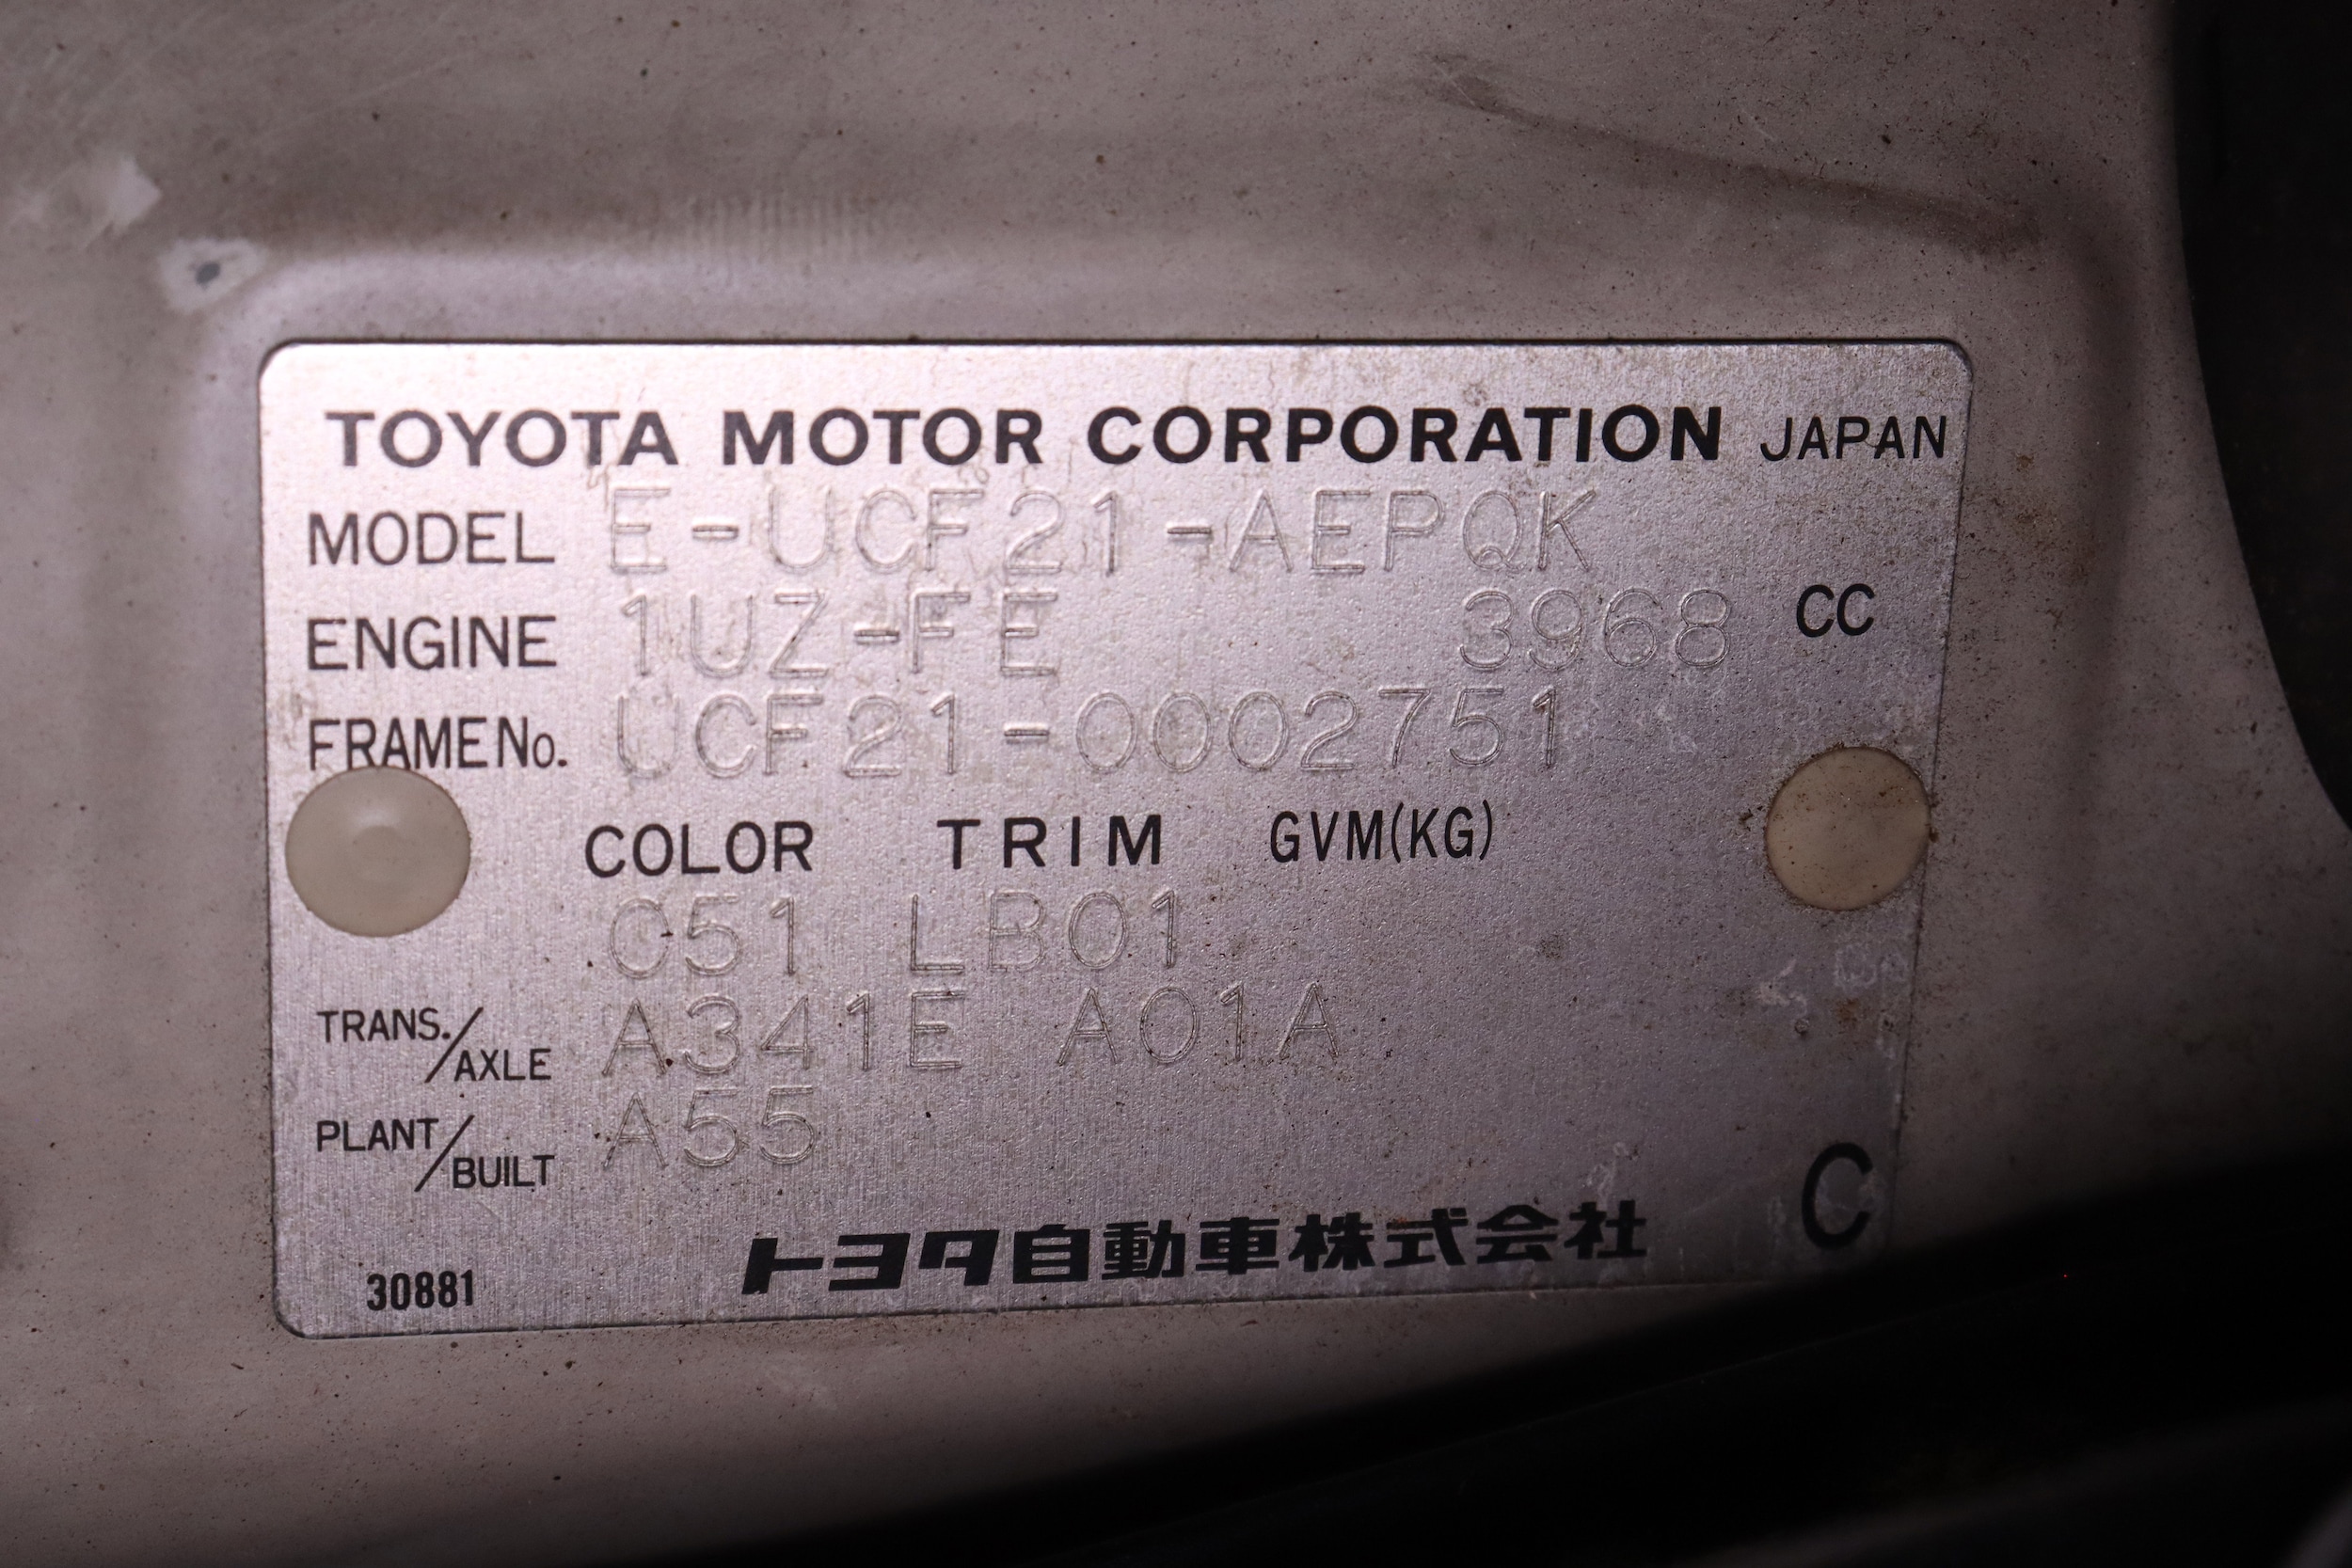 TOYOTA MOTOR CORPORATION JAPAN
MODEL E-UCF21-AEPQK
ENGINE 1UZ-FE 3968 CC
FRAME No. UCF21-0002751
COLOR TRIM GVM(KG)
051 LB01
TRANS./AXLE A341E A01A
PLANT/BUILT A55
C
トヨタ自動車株式会社
30881